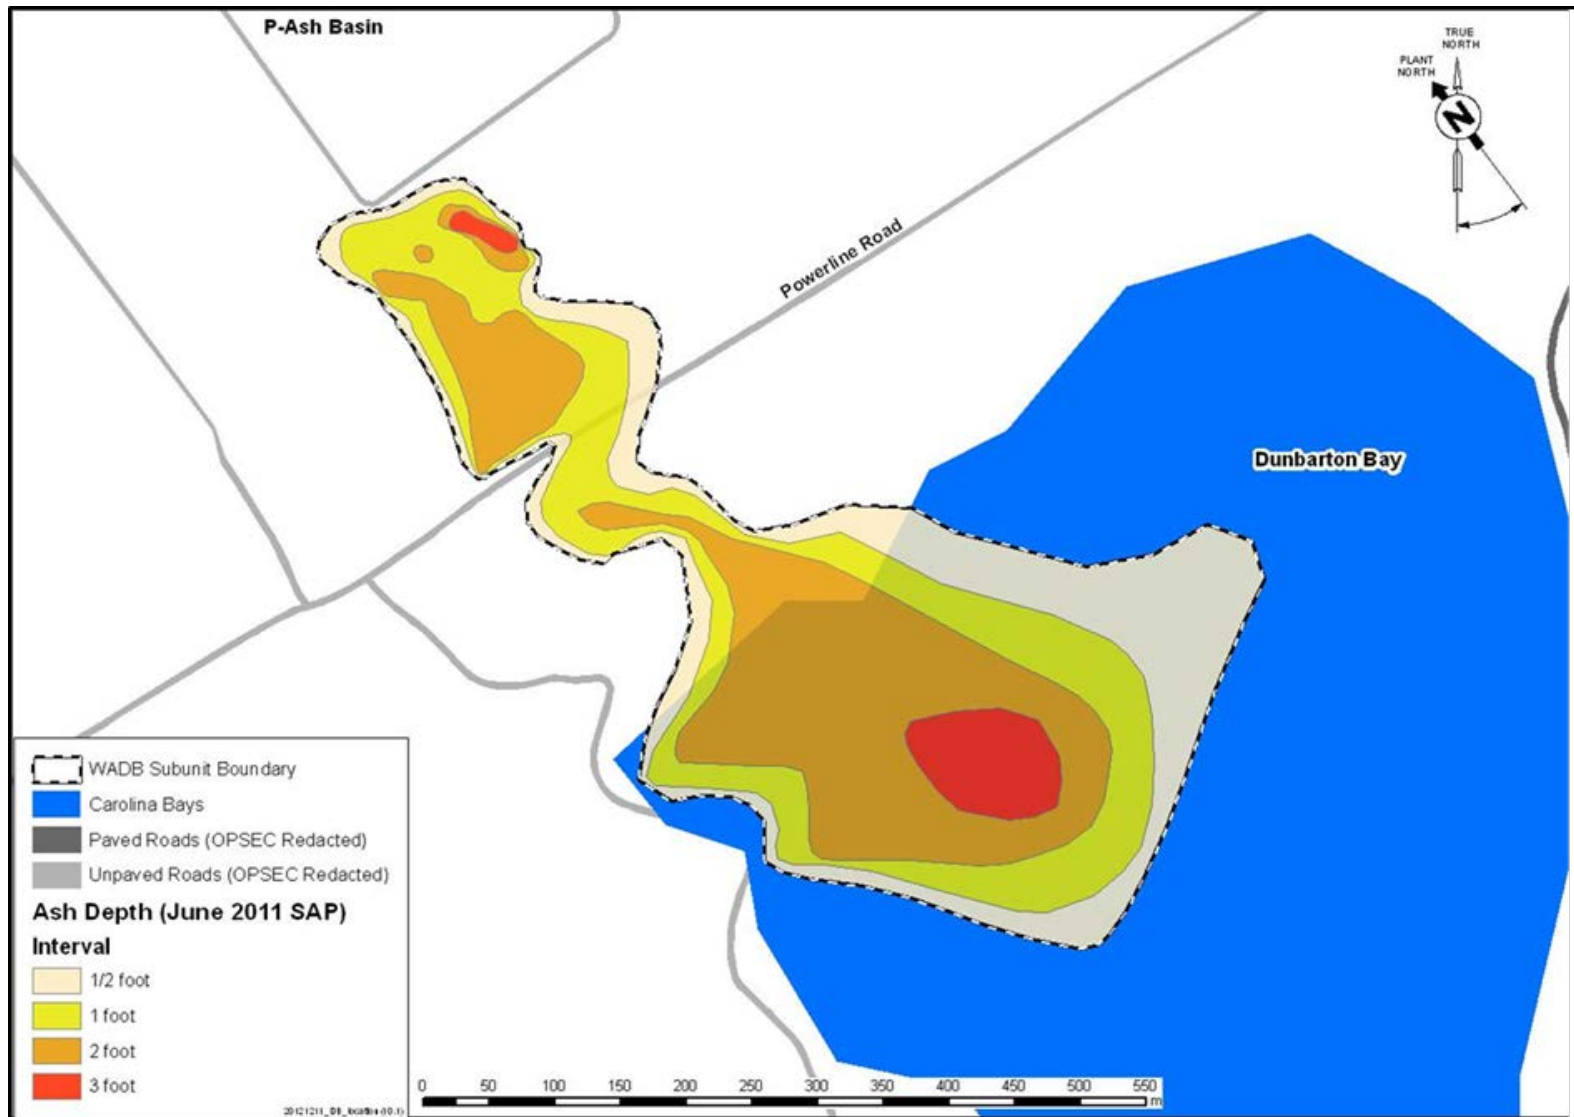 P-Ash Basin
TRUE
NORTH
PLANT
NORTH
N
Powerline Road
Dunbarton Bay
WADB Subunit Boundary
Carolina Bays
Paved Roads (OPSEC Redacted)
Unpaved Roads (OPSEC Redacted)
Ash Depth (June 2011 SAP)
Interval
1/2 foot
1 foot
2 foot
3 foot
0 50 100 150 200 250 300 350 400 450 500 550
m